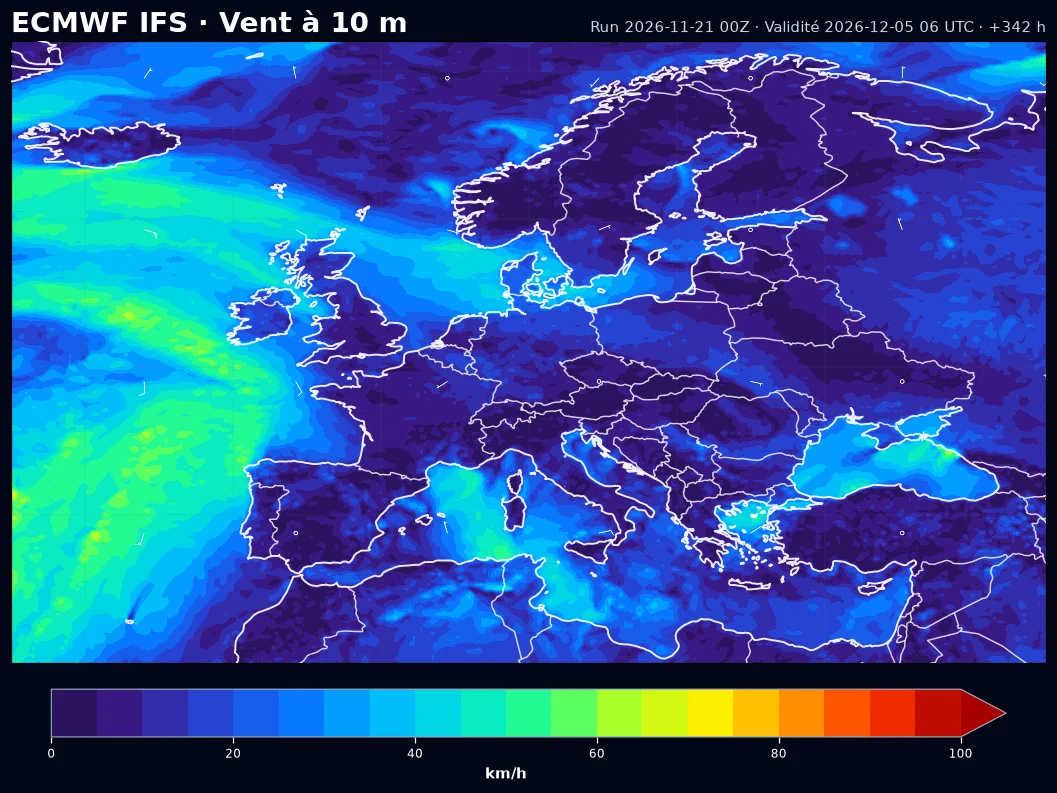 ECMWF IFS · Vent à 10 m
Run 2026-11-21 00Z · Validité 2026-12-05 06 UTC · +342 h
0 20 40 60 80 100
km/h